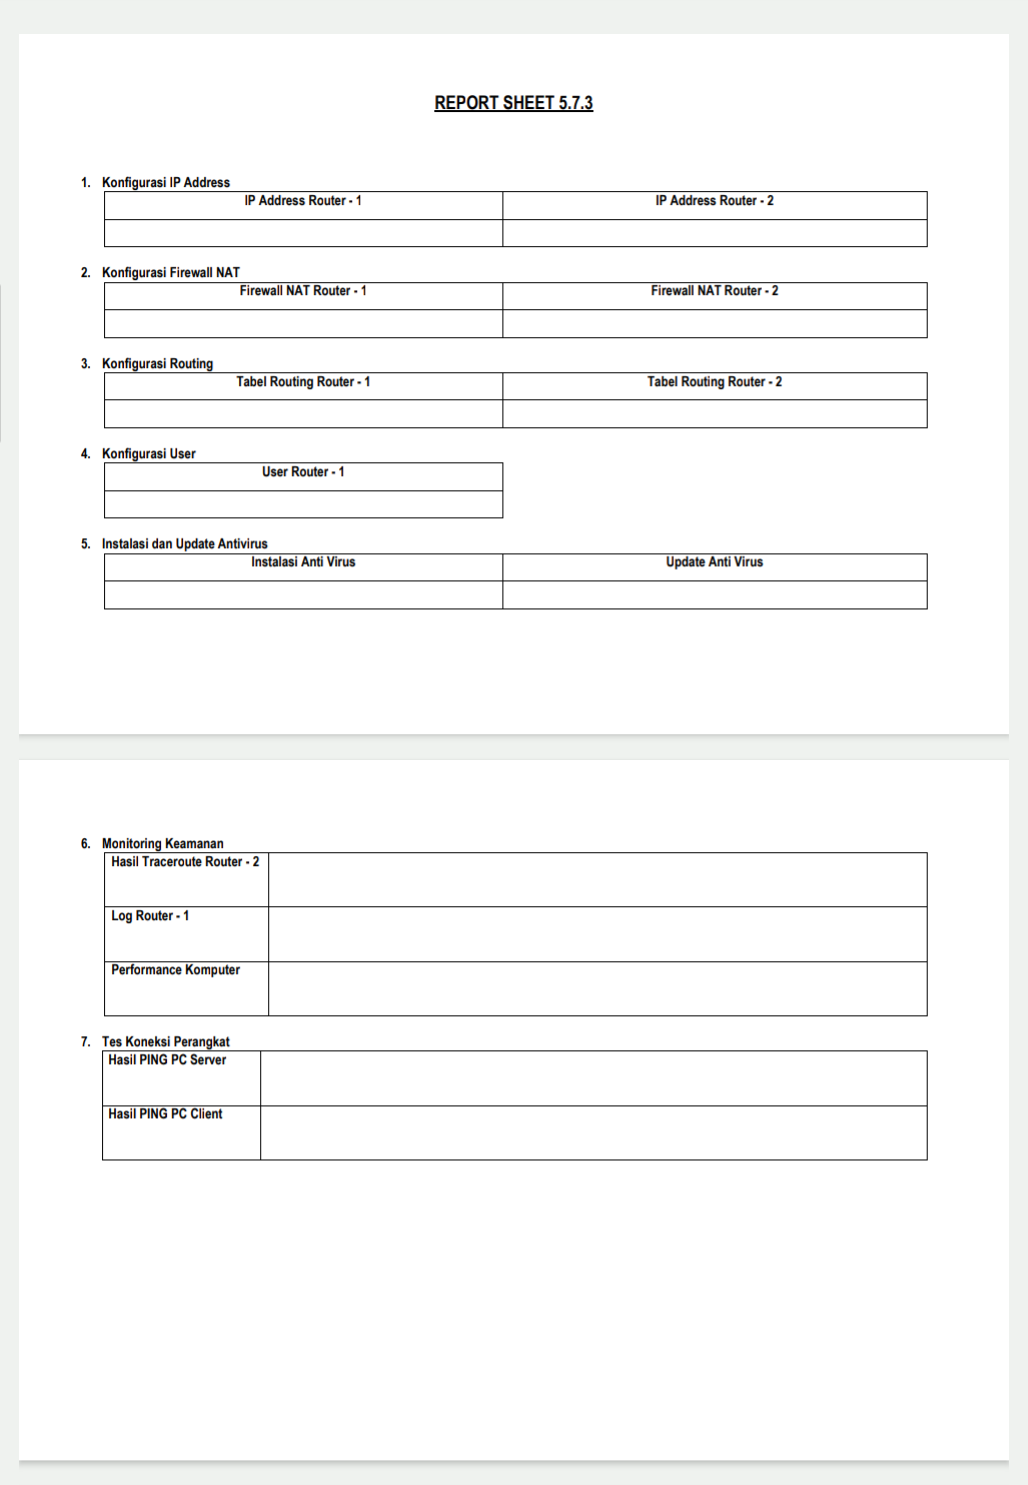 REPORT SHEET 5.7.3
1. Konfigurasi IP Address
IP Address Router - 1 IP Address Router - 2
2. Konfigurasi Firewall NAT
Firewall NAT Router - 1 Firewall NAT Router - 2
3. Konfigurasi Routing
Tabel Routing Router - 1 Tabel Routing Router - 2
4. Konfigurasi User
User Router - 1
5. Instalasi dan Update Antivirus
Instalasi Anti Virus Update Anti Virus
6. Monitoring Keamanan
Hasil Traceroute Router - 2
Log Router - 1
Performance Komputer
7. Tes Koneksi Perangkat
Hasil PING PC Server
Hasil PING PC Client